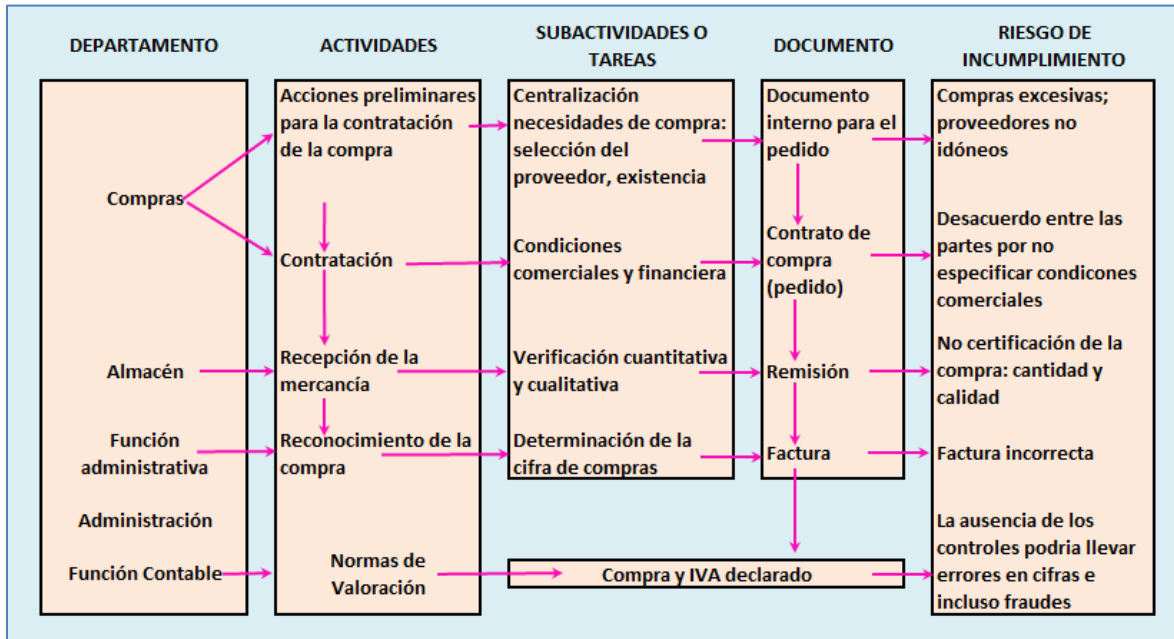 DEPARTAMENTO
ACTIVIDADES
SUBACTIVIDADES O
TAREAS
DOCUMENTO
RIESGO DE
INCUMPLIMIENTO
Compras
Acciones preliminares
para la contratación
de la compra
Centralización
necesidades de compra:
selección del
proveedor, existencia
Documento
interno para el
pedido
Compras excesivas;
proveedores no
idóneos
Contratación
Condiciones
comerciales y financiera
Contrato de
compra
(pedido)
Desacuerdo entre las
partes por no
especificar condicones
comerciales
Almacén
Recepción de la
mercancía
Verificación cuantitativa
y cualitativa
Remisión
No certificación de la
compra: cantidad y
calidad
Función
administrativa
Reconocimiento de la
compra
Determinación de la
cifra de compras
Factura
Factura incorrecta
Administración
Función Contable
Normas de
Valoración
Compra y IVA declarado
La ausencia de los
controles podria llevar
errores en cifras e
incluso fraudes